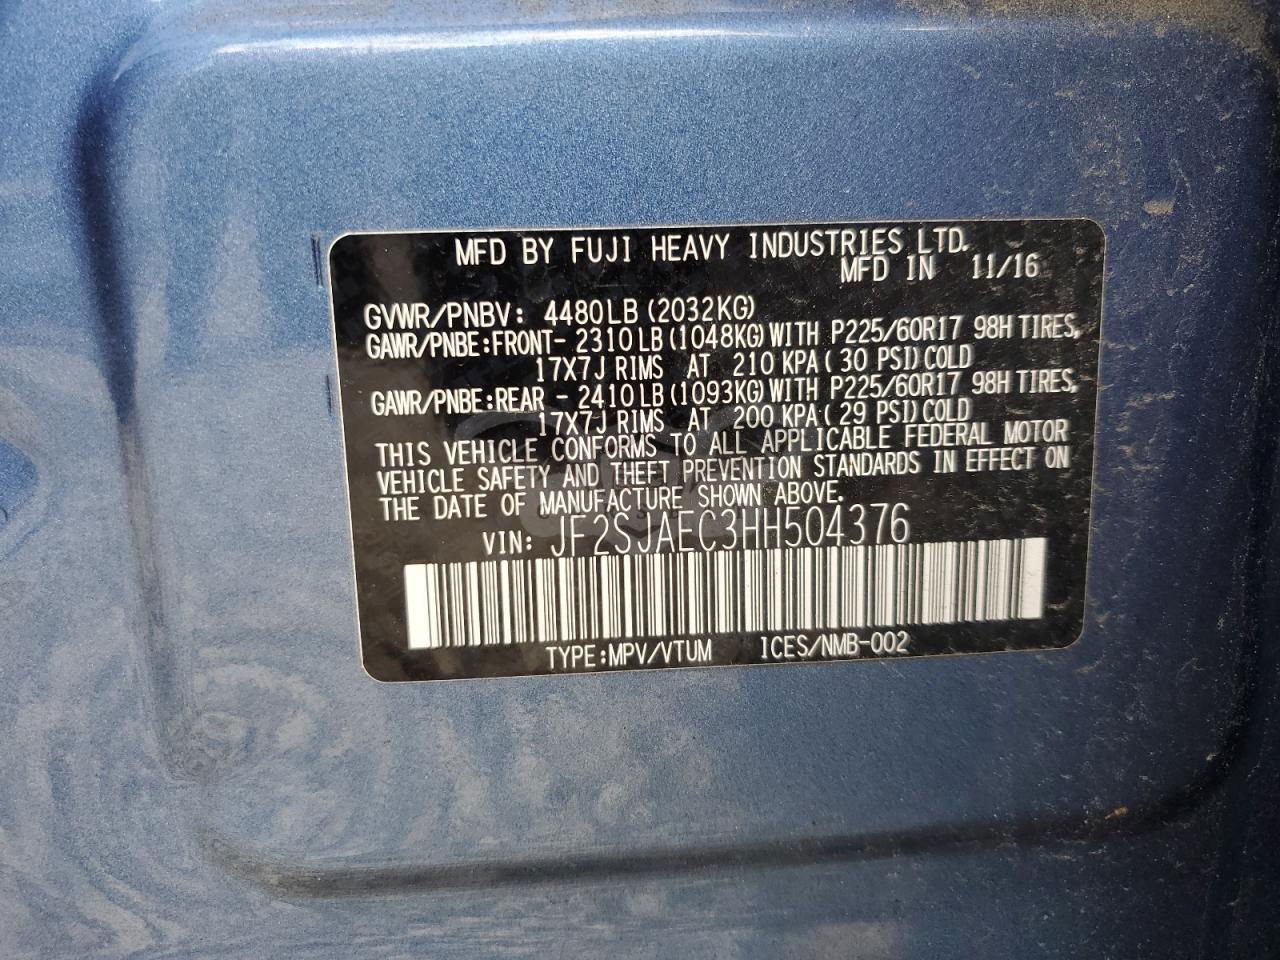 MFD BY FUJI HEAVY INDUSTRIES LTD.
MFD IN 11/16
GVWR/PNBV: 4480LB (2032KG)
GAWR/PNBE:FRONT- 2310LB (1048KG) WITH P225/60R17 98H TIRES,
17X7J RIMS AT 210 KPA (30 PSI) COLD
GAWR/PNBE:REAR - 2410LB (1093KG) WITH P225/60R17 98H TIRES,
17X7J RIMS AT 200 KPA (29 PSI) COLD
THIS VEHICLE CONFORMS TO ALL APPLICABLE FEDERAL MOTOR
VEHICLE SAFETY AND THEFT PREVENTION STANDARDS IN EFFECT ON
THE DATE OF MANUFACTURE SHOWN ABOVE.
VIN: JF2SJAEC3HH504376
TYPE:MPV/VTUM ICES/NMB-002